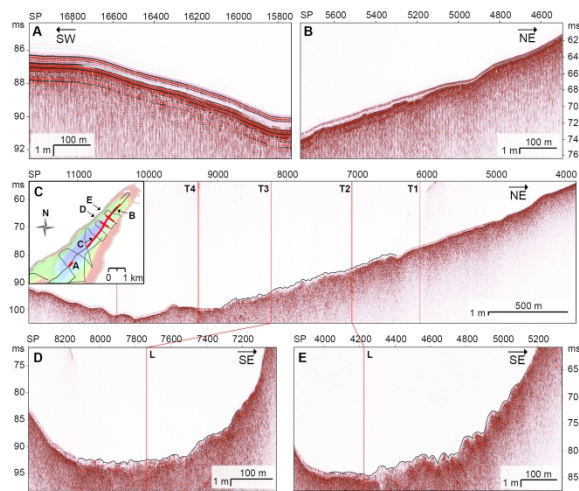 ms SP 16800 16600 16400 16200 16000 15800
A SW
86
88
90
92
1 m 100 m
SP 5600 5400 5200 5000 4800 4600 ms
B NE
62
64
66
68
70
72
74
76
1 m 100 m
SP 11000 10000 T4 9000 T3 8000 T2 7000 T1 6000 5000 4000
ms
C NE
60
70
80
90
100
N E D B C A
0 1 km
1 m 500 m
SP 8200 8000 7800 7600 7400 7200
ms
D L SE
75
80
85
90
95
1 m 100 m
SP 4000 4200 4400 4600 4800 5000 5200
ms
E L SE
65
70
75
80
85
1 m 100 m